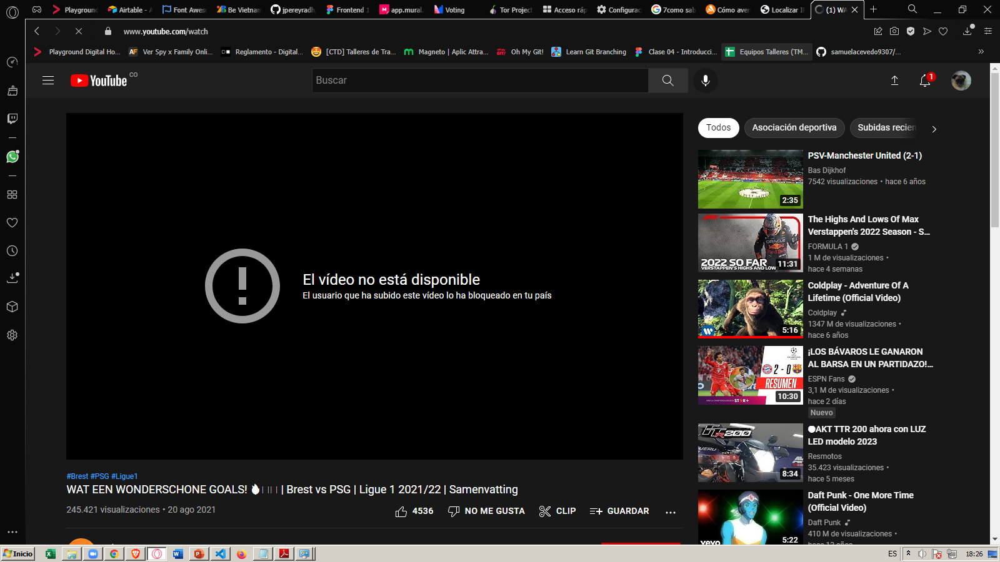 Playground
Airtable - A
Font Awes
Be Vietnam
jpereyradh
Frontend 1
app.mural.
Voting
Tor Project
Acceso ráp
Configurac
7como sab
Cómo aver
Localizar I
(1) WA
www.youtube.com/watch
Playground Digital Ho...
AF Ver Spy x Family Onli...
Reglamento - Digital...
[CTD] Talleres de Tra...
Magneto | Aplic Attra...
Oh My Git!
Learn Git Branching
Clase 04 - Introducci...
Equipos Talleres (TM...
samuelacevedo9307/...
YouTube CO
Buscar
1
El vídeo no está disponible
El usuario que ha subido este vídeo lo ha bloqueado en tu país
#Brest #PSG #Ligue1
WAT EEN WONDERSCHONE GOALS! | Brest vs PSG | Ligue 1 2021/22 | Samenvatting
245.421 visualizaciones • 20 ago 2021
4536
NO ME GUSTA
CLIP
GUARDAR
Todos
Asociación deportiva
Subidas recien
2:35
PSV-Manchester United (2-1)
Bas Dijkhof
7542 visualizaciones • hace 6 años
ORACLE
Red Bull
2022 SO FAR
VERSTAPPEN'S HIGHS AND LOW
11:31
The Highs And Lows Of Max
Verstappen's 2022 Season - S...
FORMULA 1
1 M de visualizaciones •
hace 4 semanas
5:16
Coldplay - Adventure Of A
Lifetime (Official Video)
Coldplay
1347 M de visualizaciones •
hace 6 años
2 - 0
RESUMEN
STAR+
10:30
¡LOS BÁVAROS LE GANARON
AL BARSA EN UN PARTIDAZO!...
ESPN Fans
3,1 M de visualizaciones •
hace 2 días
Nuevo
TTR200
8:34
AKT TTR 200 ahora con LUZ
LED modelo 2023
Resmotos
35.423 visualizaciones •
hace 5 meses
vevo
5:22
Daft Punk - One More Time
(Official Video)
Daft Punk
410 M de visualizaciones •
Inicio
ES
18:26